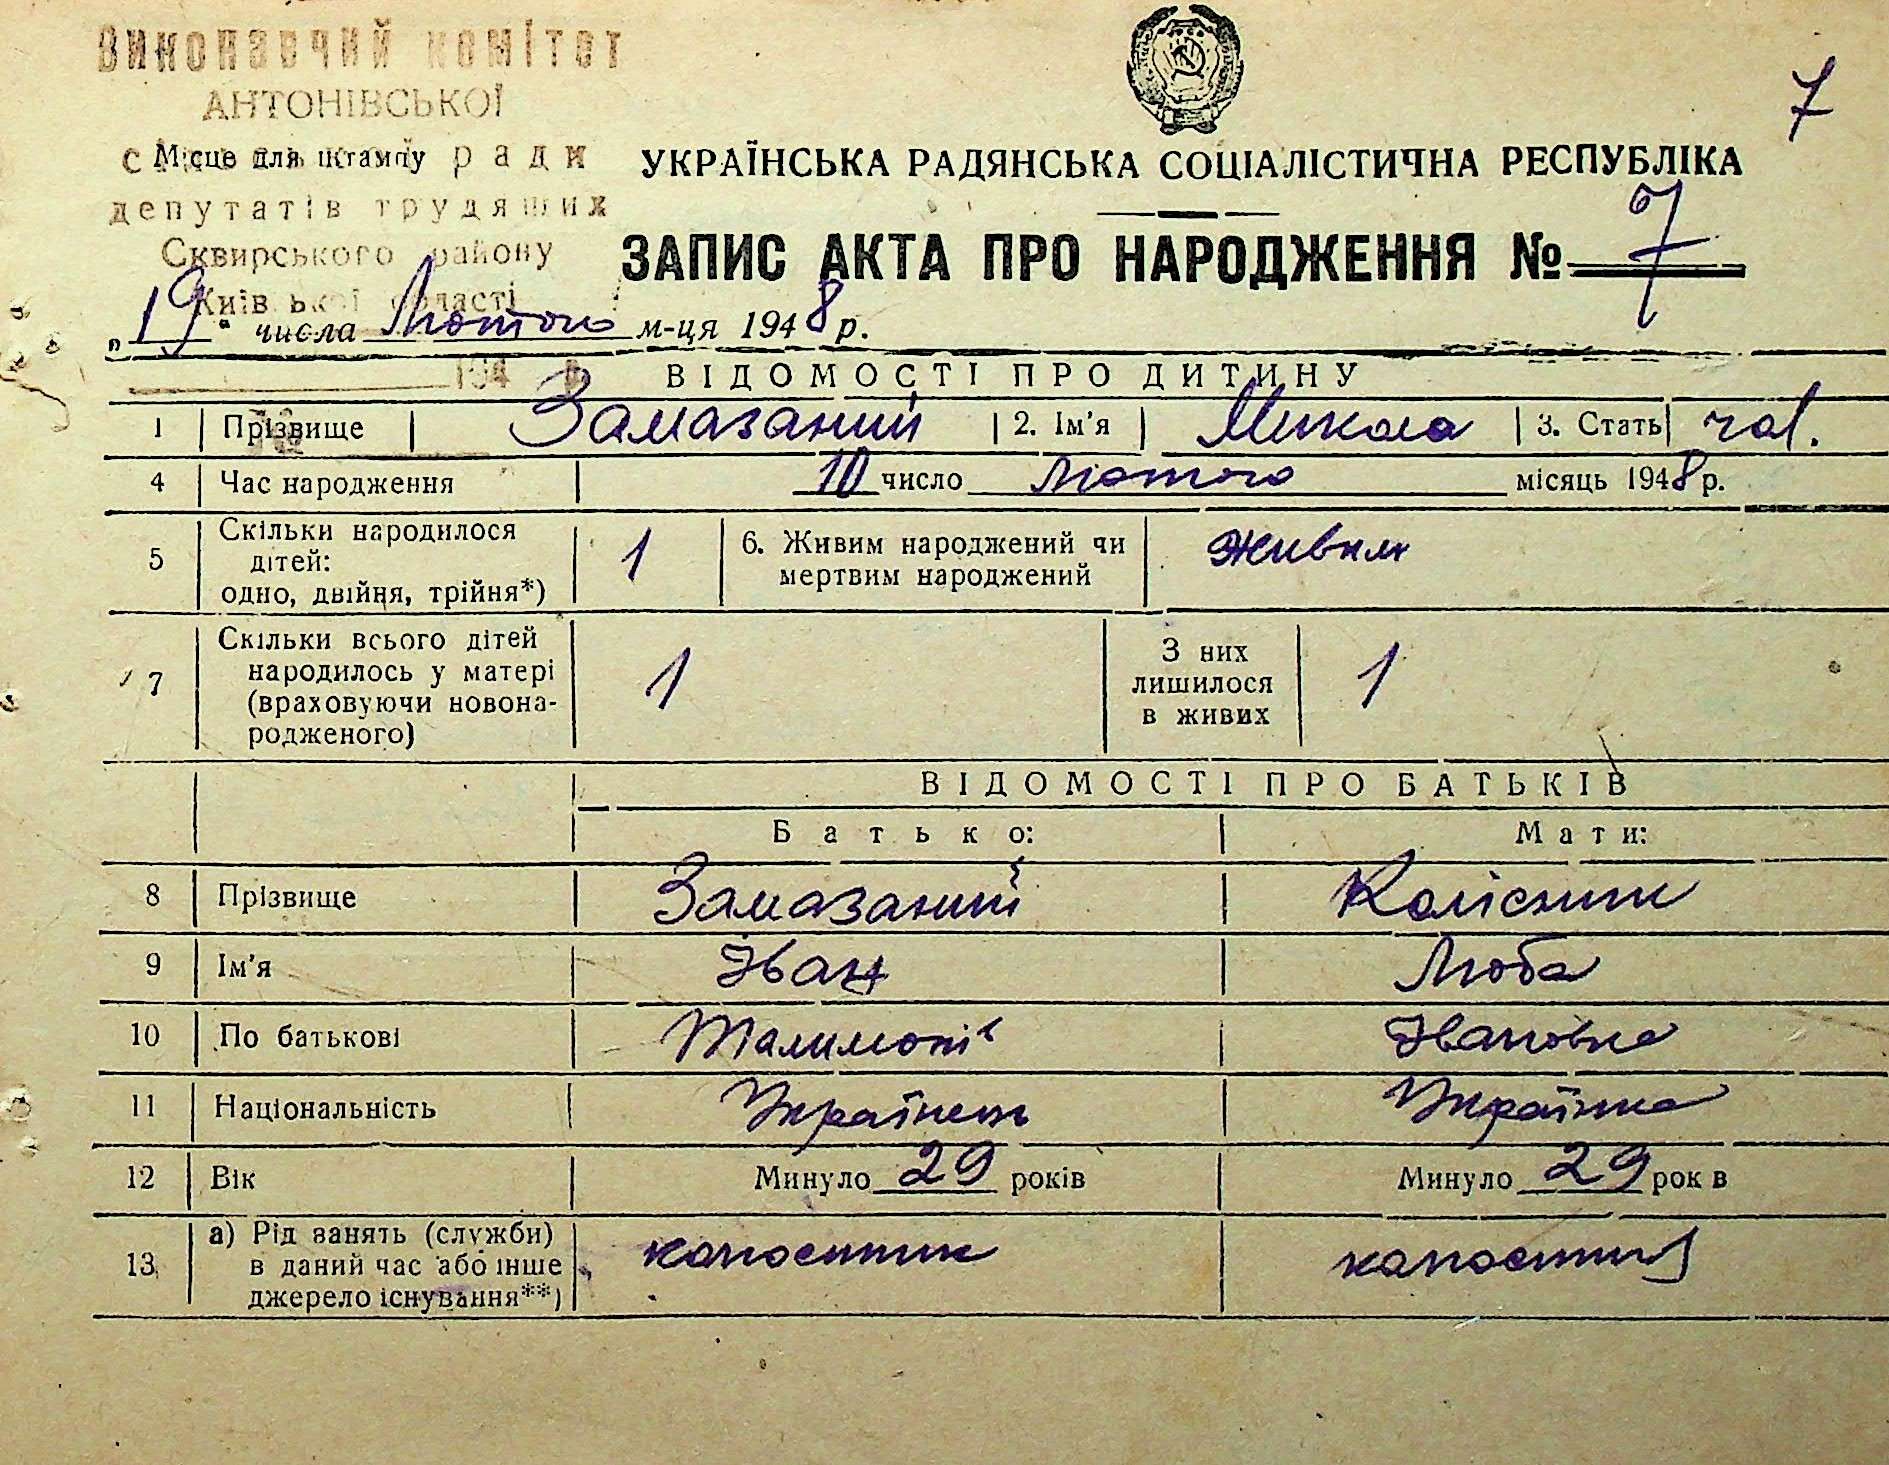 Виконавчий комітет
АНТОНІВСЬКОЇ
7
Місце для штампу
ради
УКРАЇНСЬКА РАДЯНСЬКА СОЦІАЛІСТИЧНА РЕСПУБЛІКА
депутатів трудящих
Сквирського району
ЗАПИС АКТА ПРО НАРОДЖЕННЯ № 7
області
„19“ числа Лютого м-ця 1948 р.
194
ВІДОМОСТІ ПРО ДИТИНУ
1 Прізвище Замазаний 2. Ім'я Микола 3. Стать чол.
4 Час народження 10 число лютого місяць 1948 р.
5 Скільки народилося дітей: одно, двійня, трійня*) 1 6. Живим народжений чи мертвим народжений живим
7 Скільки всього дітей народилось у матері (враховуючи новонародженого) 1 З них лишилося в живих 1
ВІДОМОСТІ ПРО БАТЬКІВ
Батько: Мати:
8 Прізвище Замазаний Колісник
9 Ім'я Іван Люба
10 По батькові Івановна
11 Національність Українець Українка
12 Вік Минуло 29 років Минуло 29 рок в
13 а) Рід занять (служби) в даний час або інше джерело існування**)